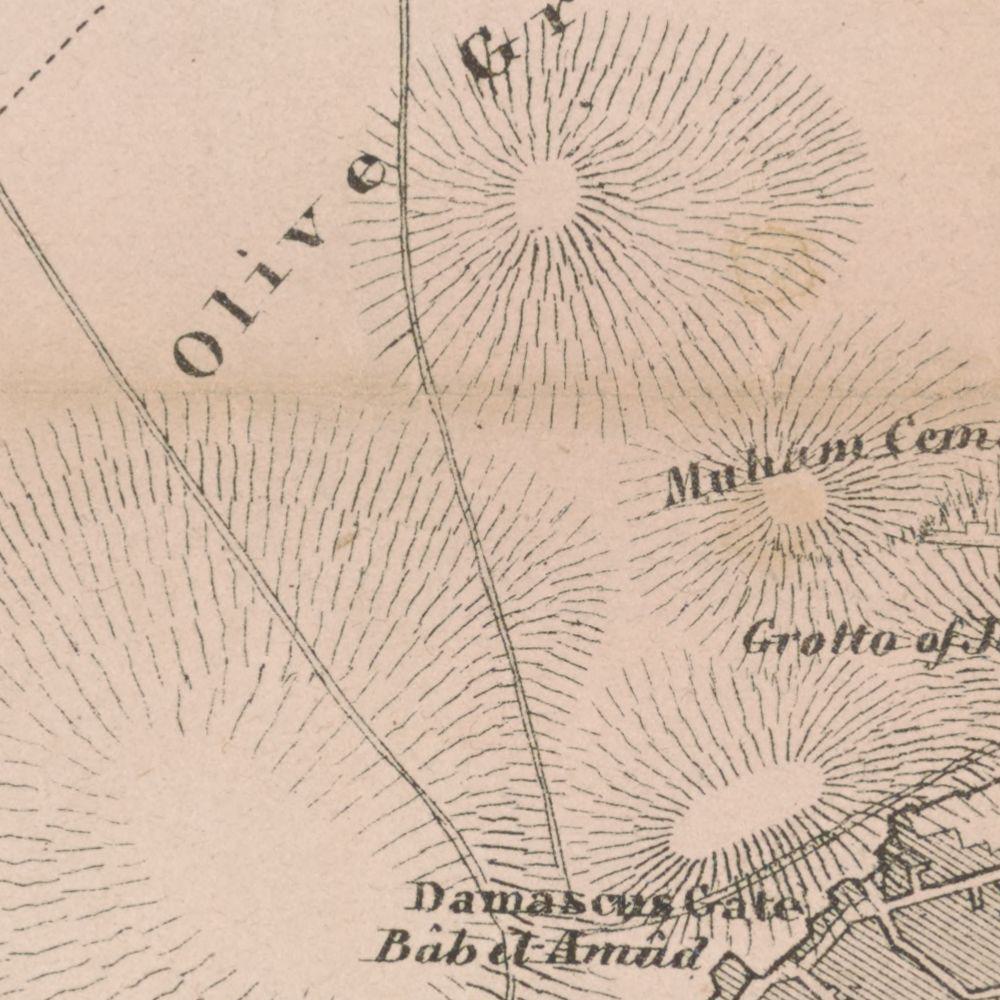 Olive Gr
Muham Cem
Grotto of J
Damascus Gate
Bâb el-Amûd